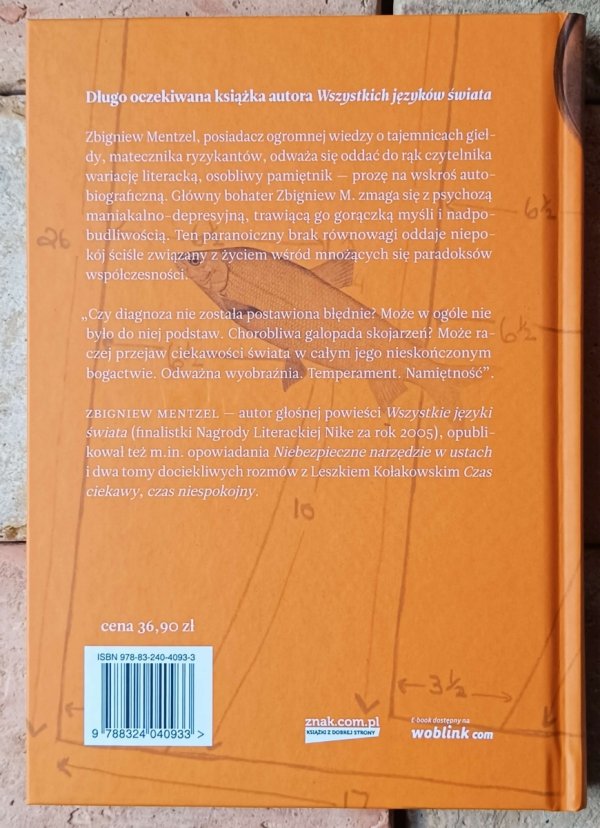 Długo oczekiwana książka autora Wszystkich języków świata
Zbigniew Mentzel, posiadacz ogromnej wiedzy o tajemnicach gieł-
dy, matecznika ryzykantów, odważa się oddać do rąk czytelnika
wariację literacką, osobliwy pamiętnik — prozę na wskroś auto-
biograficzną. Główny bohater Zbigniew M. zmaga się z psychozą
maniakalno-depresyjną, trawiącą go gorączką myśli i nadpo-
budliwością. Ten paranoiczny brak równowagi oddaje niepo-
kój ściśle związany z życiem wśród mnożących się paradoksów
współczesności.
„Czy diagnoza nie została postawiona błędnie? Może w ogóle nie
było do niej podstaw. Chorobliwa galopada skojarzeń? Może ra-
czej przejaw ciekawości świata w całym jego nieskończonym
bogactwie. Odważna wyobraźnia. Temperament. Namiętność”.
ZBIGNIEW MENTZEL — autor głośnej powieści Wszystkie języki
świata (finalistki Nagrody Literackiej Nike za rok 2005), opubli-
kował też m.in. opowiadania Niebezpieczne narzędzie w ustach
i dwa tomy dociekliwych rozmów z Leszkiem Kołakowskim Czas
ciekawy, czas niespokojny.
26
6½
6½
6½
10
3½
17
cena 36,90 zł
ISBN 978-83-240-4093-3
9 788324 040933 >
znak.com.pl
KSIĄŻKI Z DOBREJ STRONY
E-book dostępny na
woblink com